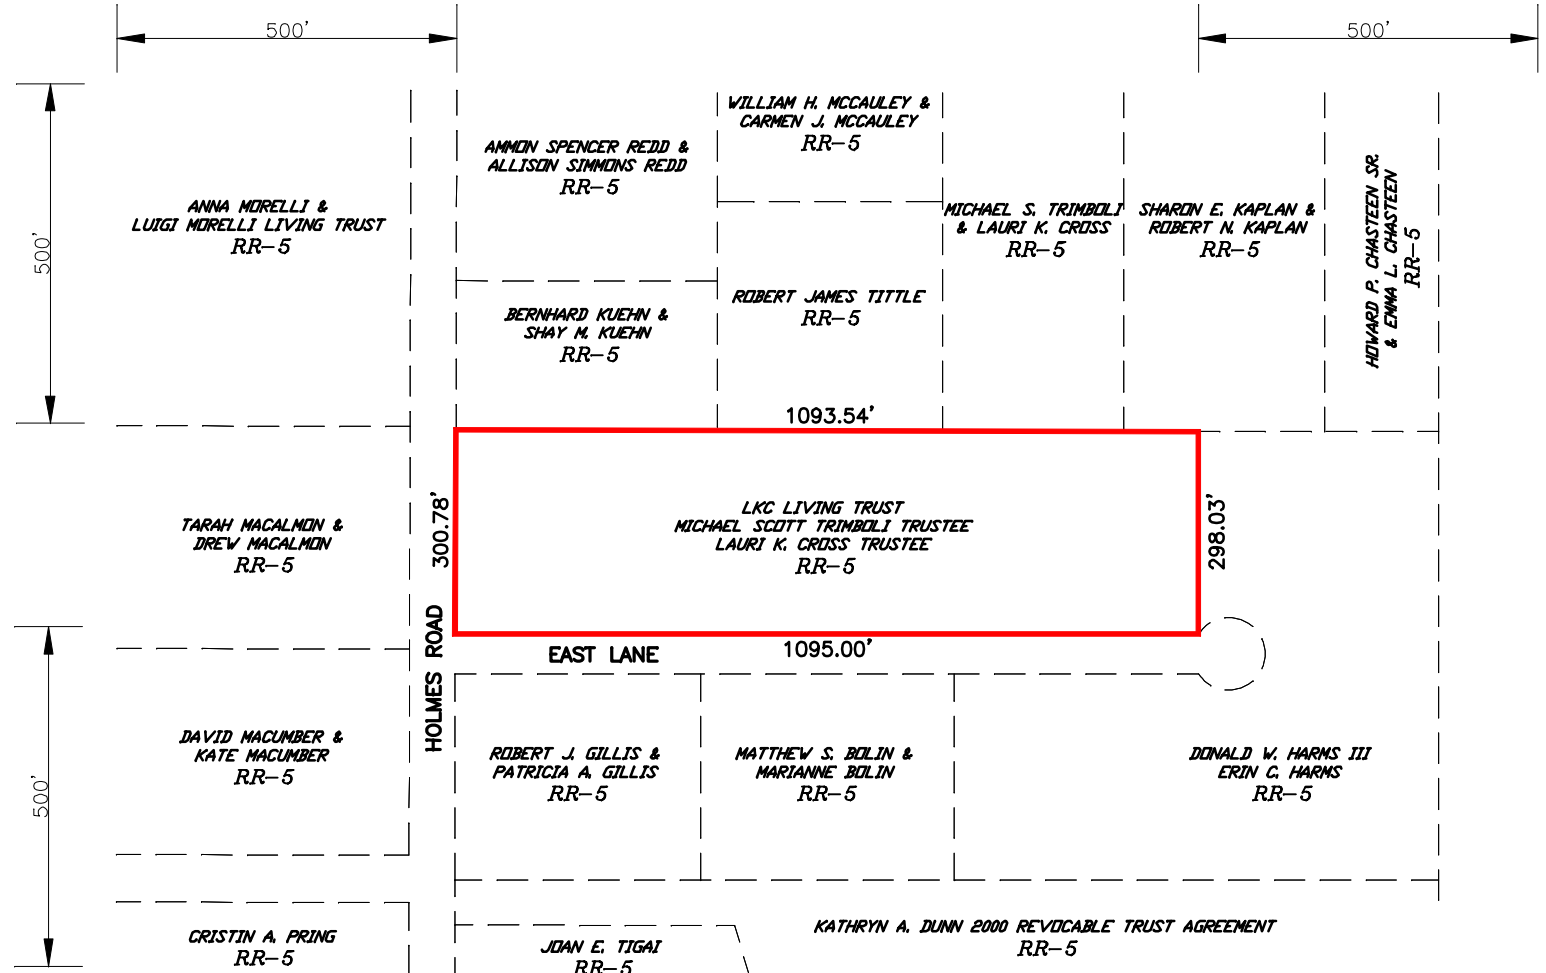 500'
500'
WILLIAM H. MCCAULEY &
CARMEN J. MCCAULEY
RR-5
AMMON SPENCER REDD &
ALLISON SIMMONS REDD
RR-5
ANNA MORELLI &
LUIGI MORELLI LIVING TRUST
RR-5
MICHAEL S. TRIMBOLI
& LAURI K. CROSS
RR-5
SHARON E. KAPLAN &
ROBERT N. KAPLAN
RR-5
HOWARD P. CHASTEEN SR.
& EMMA L. CHASTEEN
RR-5
500'
BERNHARD KUEHN &
SHAY M. KUEHN
RR-5
ROBERT JAMES TITTLE
RR-5
1093.54'
TARAH MACALMON &
DREW MACALMON
RR-5
300.78'
LKC LIVING TRUST
MICHAEL SCOTT TRIMBOLI TRUSTEE
LAURI K. CROSS TRUSTEE
RR-5
298.03'
HOLMES ROAD
EAST LANE
1095.00'
500'
DAVID MACUMBER &
KATE MACUMBER
RR-5
ROBERT J. GILLIS &
PATRICIA A. GILLIS
RR-5
MATTHEW S. BOLIN &
MARIANNE BOLIN
RR-5
DONALD W. HARMS III
ERIN C. HARMS
RR-5
CRISTIN A. PRING
RR-5
JOAN E. TIGAI
RR-5
KATHRYN A. DUNN 2000 REVOCABLE TRUST AGREEMENT
RR-5